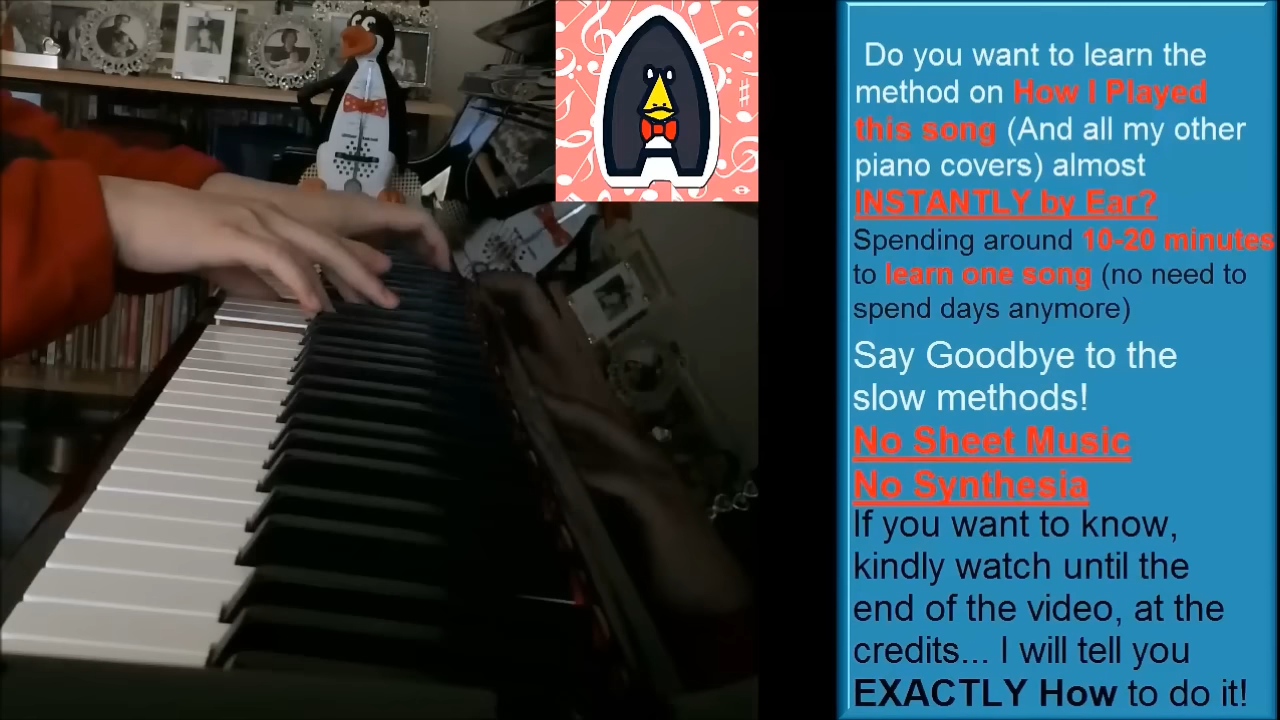 Do you want to learn the
method on How I Played
this song (And all my other
piano covers) almost
INSTANTLY by Ear?
Spending around 10-20 minutes
to learn one song (no need to
spend days anymore)
Say Goodbye to the
slow methods!
No Sheet Music
No Synthesia
If you want to know,
kindly watch until the
end of the video, at the
credits... I will tell you
EXACTLY How to do it!